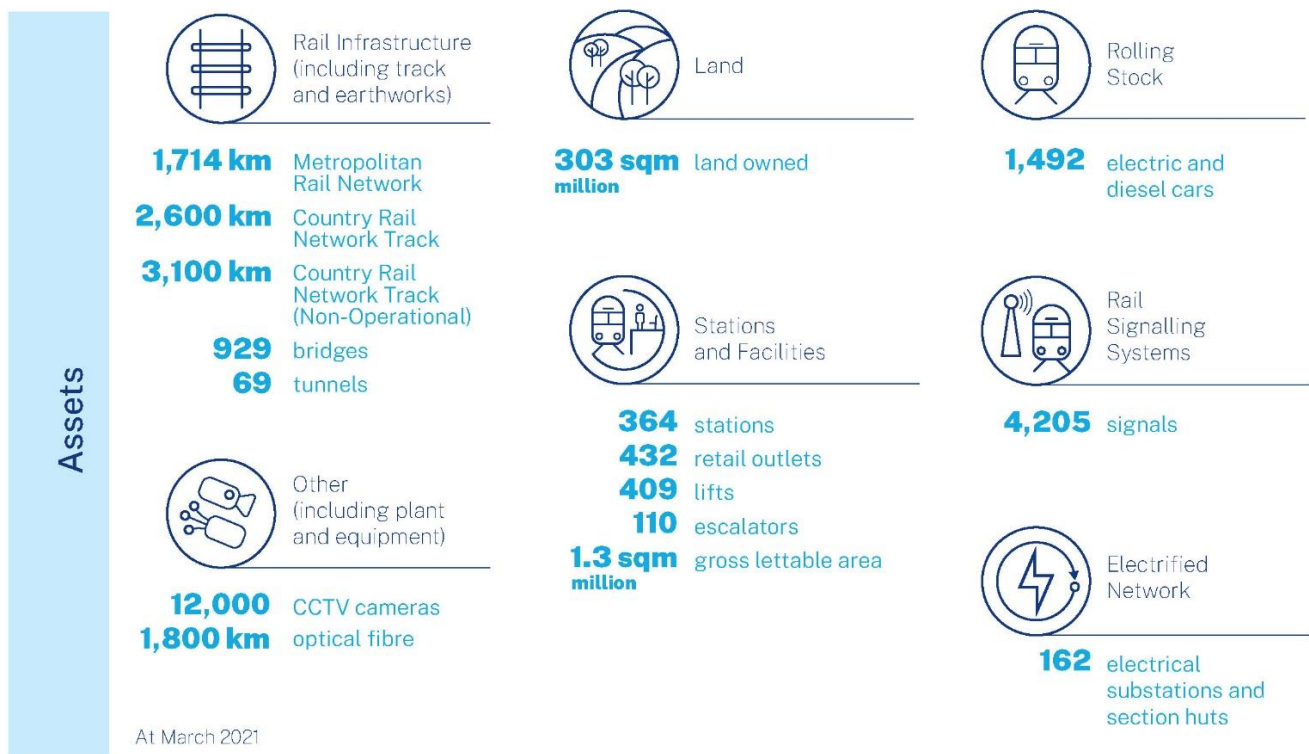 Assets
Rail Infrastructure
(including track
and earthworks)
1,714 km Metropolitan
Rail Network
2,600 km Country Rail
Network Track
3,100 km Country Rail
Network Track
(Non-Operational)
929 bridges
69 tunnels
Other
(including plant
and equipment)
12,000 CCTV cameras
1,800 km optical fibre
Land
303 sqm land owned
million
Stations
and Facilities
364 stations
432 retail outlets
409 lifts
110 escalators
1.3 sqm gross lettable area
million
Rolling
Stock
1,492 electric and
diesel cars
Rail
Signalling
Systems
4,205 signals
Electrified
Network
162 electrical
substations and
section huts
At March 2021